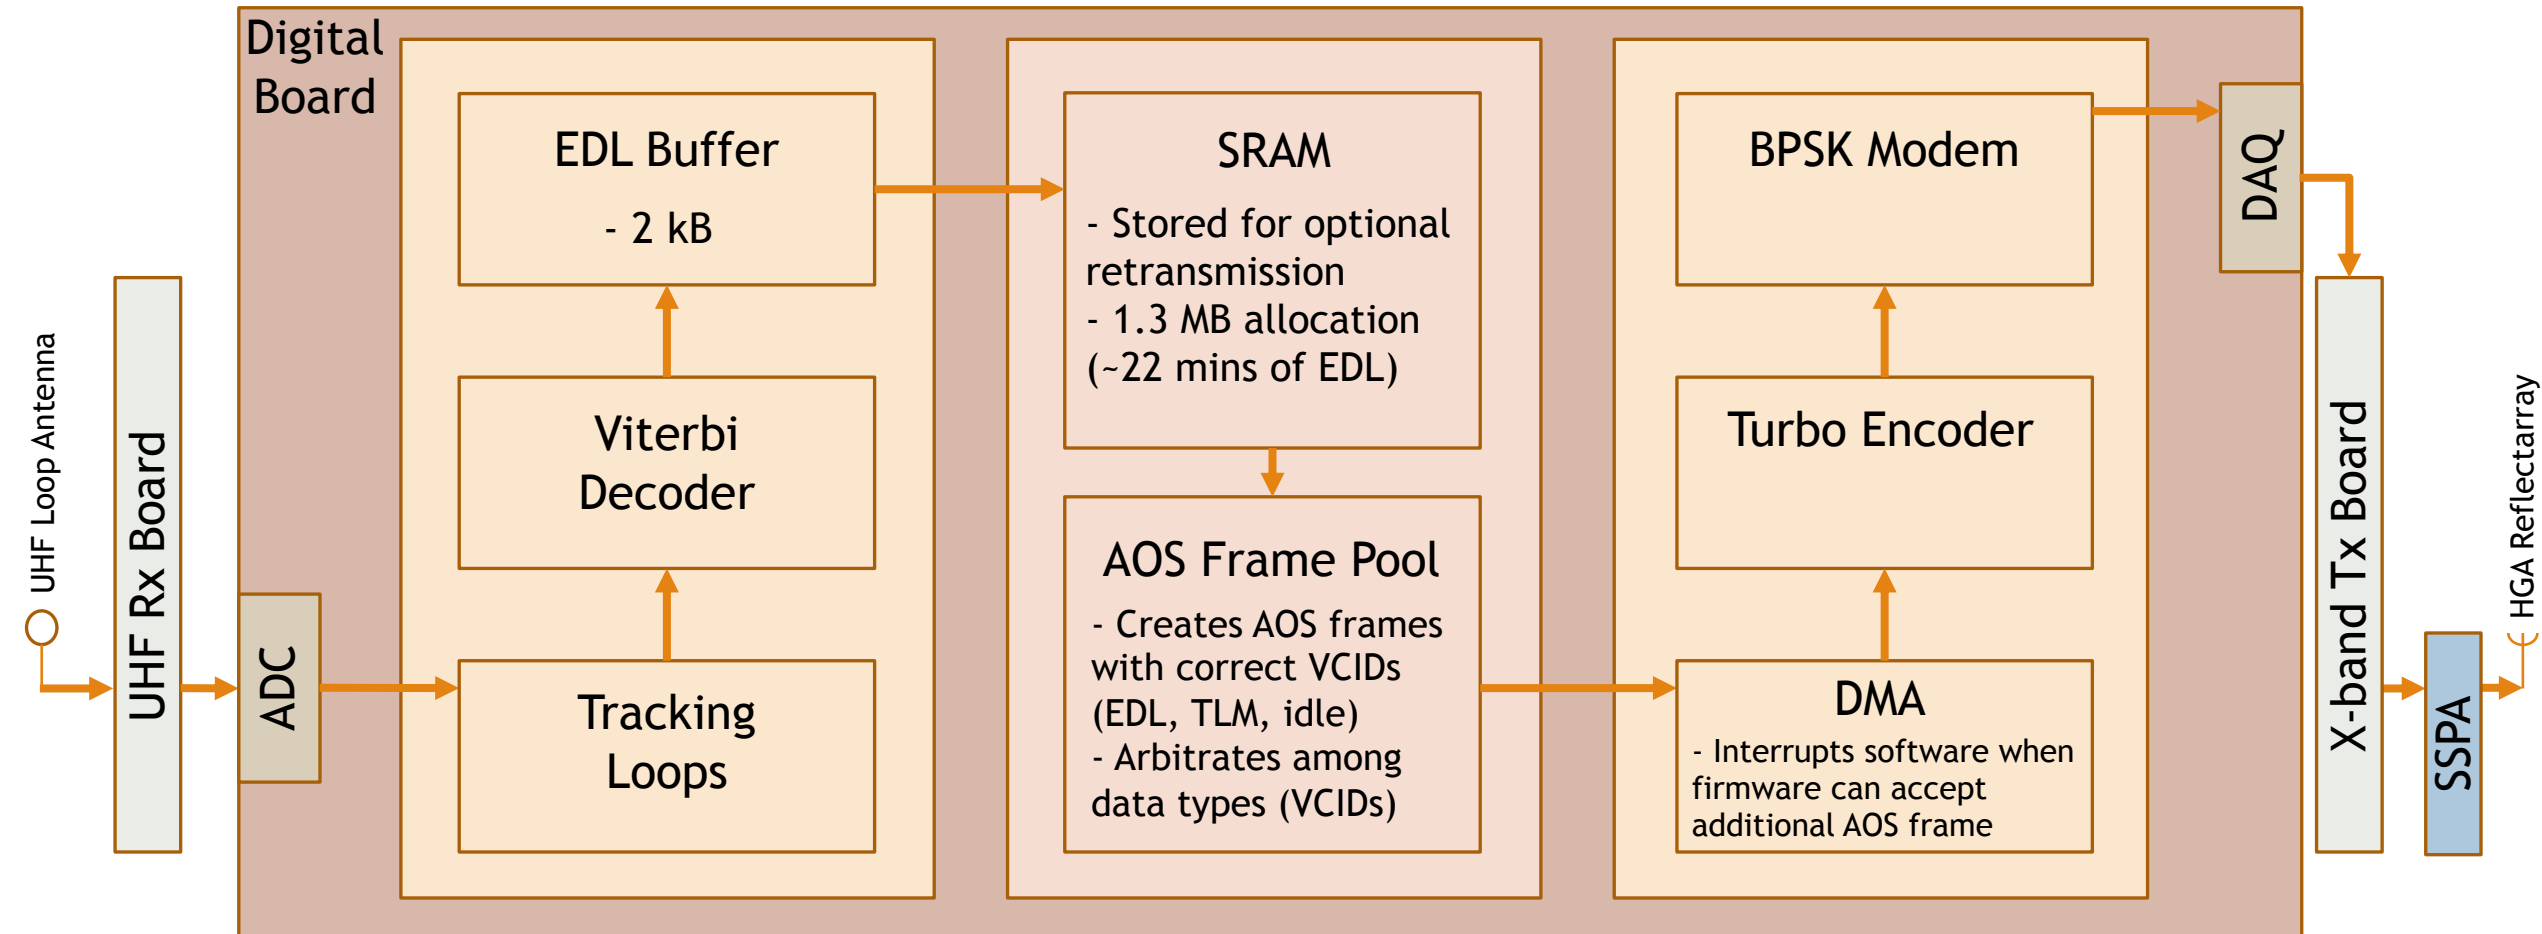 Digital
Board
UHF Loop Antenna
UHF Rx Board
ADC
EDL Buffer
- 2 kB
Viterbi
Decoder
Tracking
Loops
SRAM
- Stored for optional
retransmission
- 1.3 MB allocation
(~22 mins of EDL)
AOS Frame Pool
- Creates AOS frames
with correct VCIDs
(EDL, TLM, idle)
- Arbitrates among
data types (VCIDs)
BPSK Modem
Turbo Encoder
DMA
- Interrupts software when
firmware can accept
additional AOS frame
DAQ
X-band Tx Board
SSPA
HGA Reflectarray